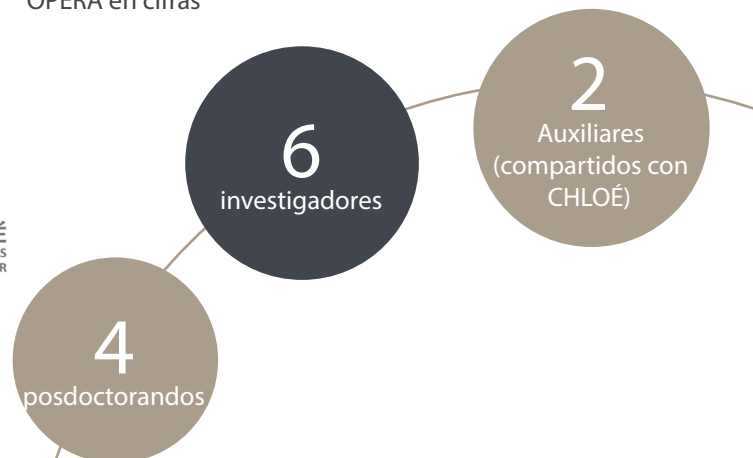 OPERA en cifras
2
Auxiliares
(compartidos con
CHLOÉ)
6
investigadores
É
S
R
4
posdoctorandos